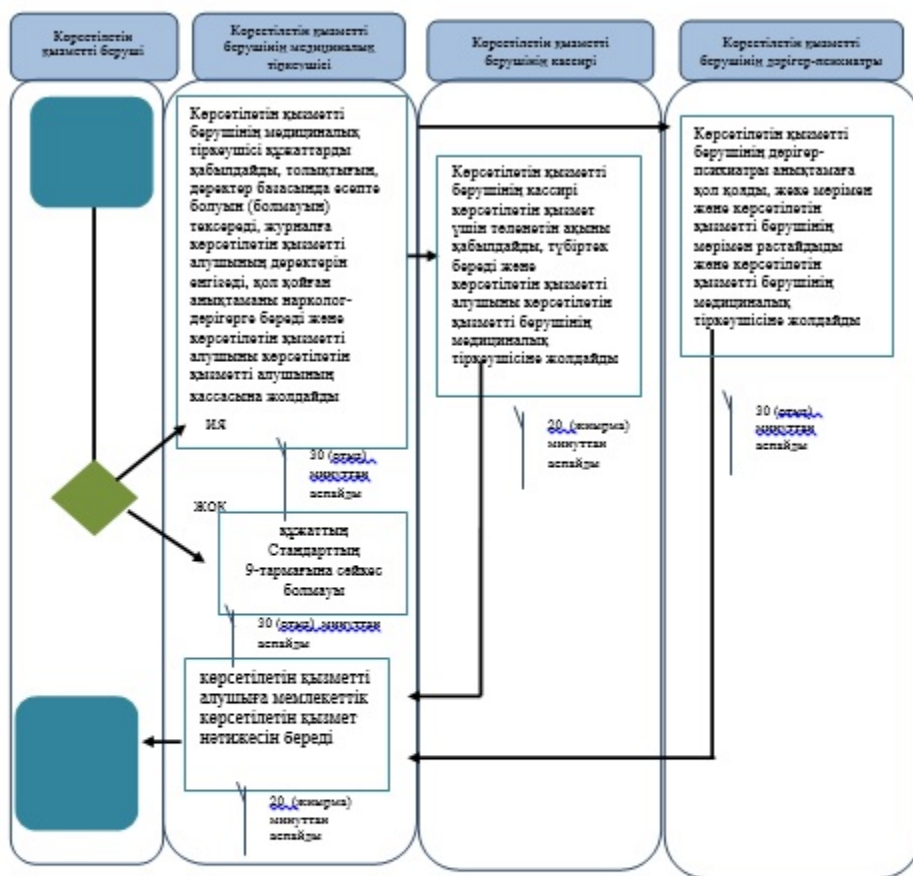 Көрсетілетін
қызметті беруші
Көрсетілетін қызметті
берушінің медициналық
тіркеушісі
Көрсетілетін қызметті
берушінің кассирі
Көрсетілетін қызметті
берушінің дәрігер-психиатры
Көрсетілетін қызметті
берушінің медициналық
тіркеушісі құжаттарды
қабылдайды, толықтығын,
деректер базасында есепте
болуын (болмауын)
тексереді, журналға
көрсетілетін қызметті
алушының деректерін
енгізеді, қол қойған
анықтаманы нарколог-
дәрігерге береді және
көрсетілетін қызметті
алушыны көрсетілетін
қызметті алушының
кассасына жолдайды
ИЯ
30 (отыз)
минуттан
аспайды
ЖОҚ
құжаттың
Стандарттың
9-тармағына сәйкес
болмауы
30 (отыз) минуттан
аспайды
көрсетілетін қызметті
алушыға мемлекеттік
көрсетілетін қызмет
нәтижесін береді
20 (жиырма)
минуттан
аспайды
Көрсетілетін қызметті
берушінің кассирі
көрсетілетін қызмет
үшін төленетін ақыны
қабылдайды, түбіртек
береді және
көрсетілетін қызметті
алушыны көрсетілетін
қызметті берушінің
медициналық
тіркеушісіне жолдайды
20 (жиырма)
минуттан
аспайды
Көрсетілетін қызметті
берушінің дәрігер-
психиатры анықтамаға
қол қояды, жеке мөрімен
және көрсетілетін
қызметті берушінің
мөрімен растайдыды
және көрсетілетін
қызметті берушінің
медициналық
тіркеушісіне жолдайды
30 (отыз)
минуттан
аспайды